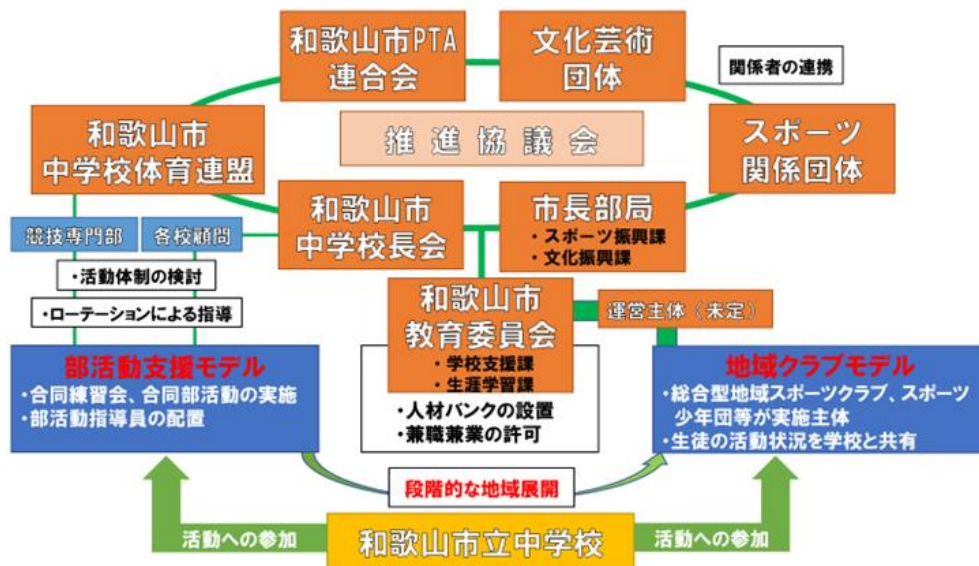 和歌山市PTA
連合会
文化芸術
団体
関係者の連携
和歌山市
中学校体育連盟
推進協議会
スポーツ
関係団体
和歌山市
中学校長会
市長部局
・スポーツ振興課
・文化振興課
競技専門部
各校顧問
・活動体制の検討
・ローテーションによる指導
和歌山市
教育委員会
・学校支援課
・生涯学習課
・人材バンクの設置
・兼職兼業の許可
運営主体（未定）
部活動支援モデル
・合同練習会、合同部活動の実施
・部活動指導員の配置
地域クラブモデル
・総合型地域スポーツクラブ、スポーツ
少年団等が実施主体
・生徒の活動状況を学校と共有
段階的な地域展開
活動への参加
和歌山市立中学校
活動への参加